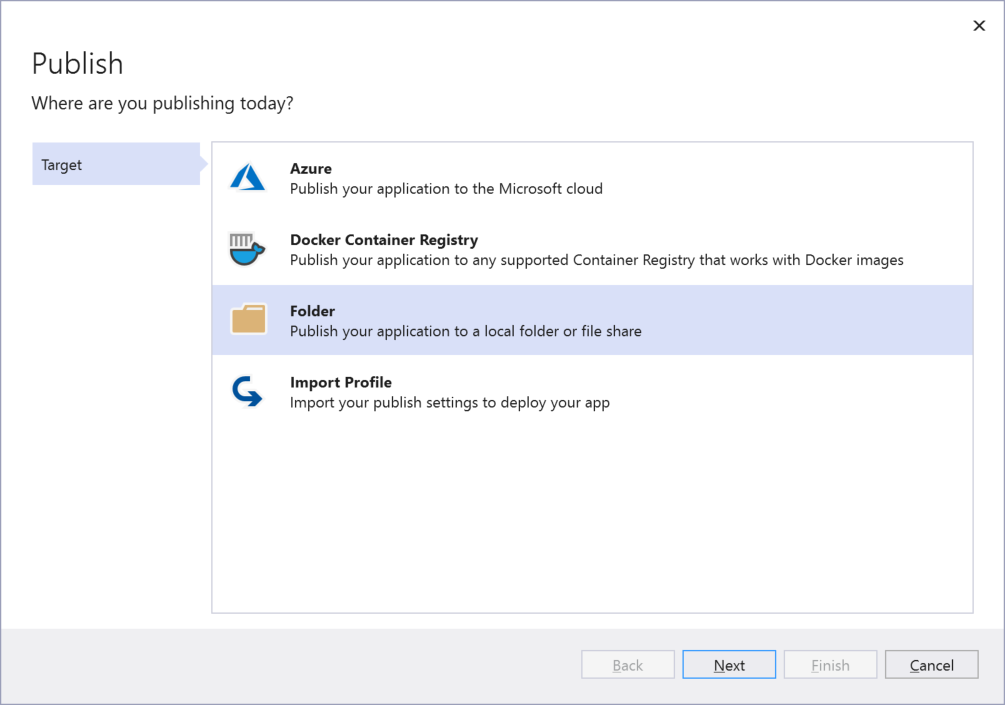 Publish
Where are you publishing today?
Target
Azure
Publish your application to the Microsoft cloud
Docker Container Registry
Publish your application to any supported Container Registry that works with Docker images
Folder
Publish your application to a local folder or file share
Import Profile
Import your publish settings to deploy your app
Back
Next
Finish
Cancel